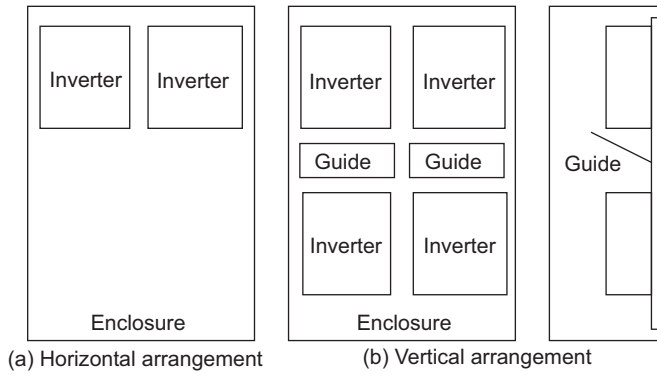 Inverter Inverter
Enclosure
(a) Horizontal arrangement
Inverter Inverter
Guide Guide
Inverter Inverter
Enclosure
Guide
(b) Vertical arrangement